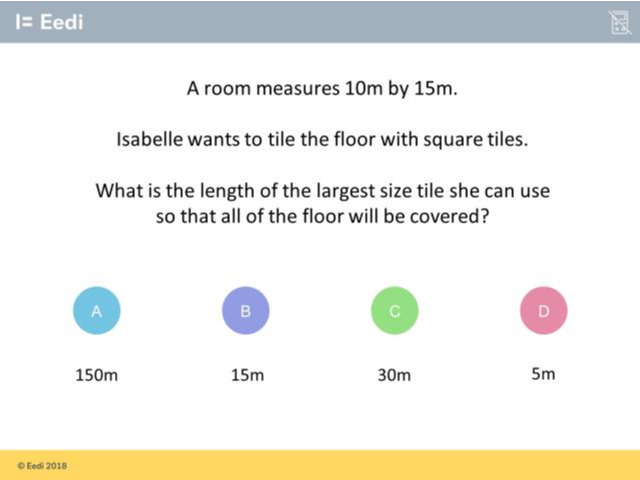 I= Eedi
A room measures 10m by 15m.
Isabelle wants to tile the floor with square tiles.
What is the length of the largest size tile she can use
so that all of the floor will be covered?
A B C D
150m 15m 30m 5m
© Eedi 2018